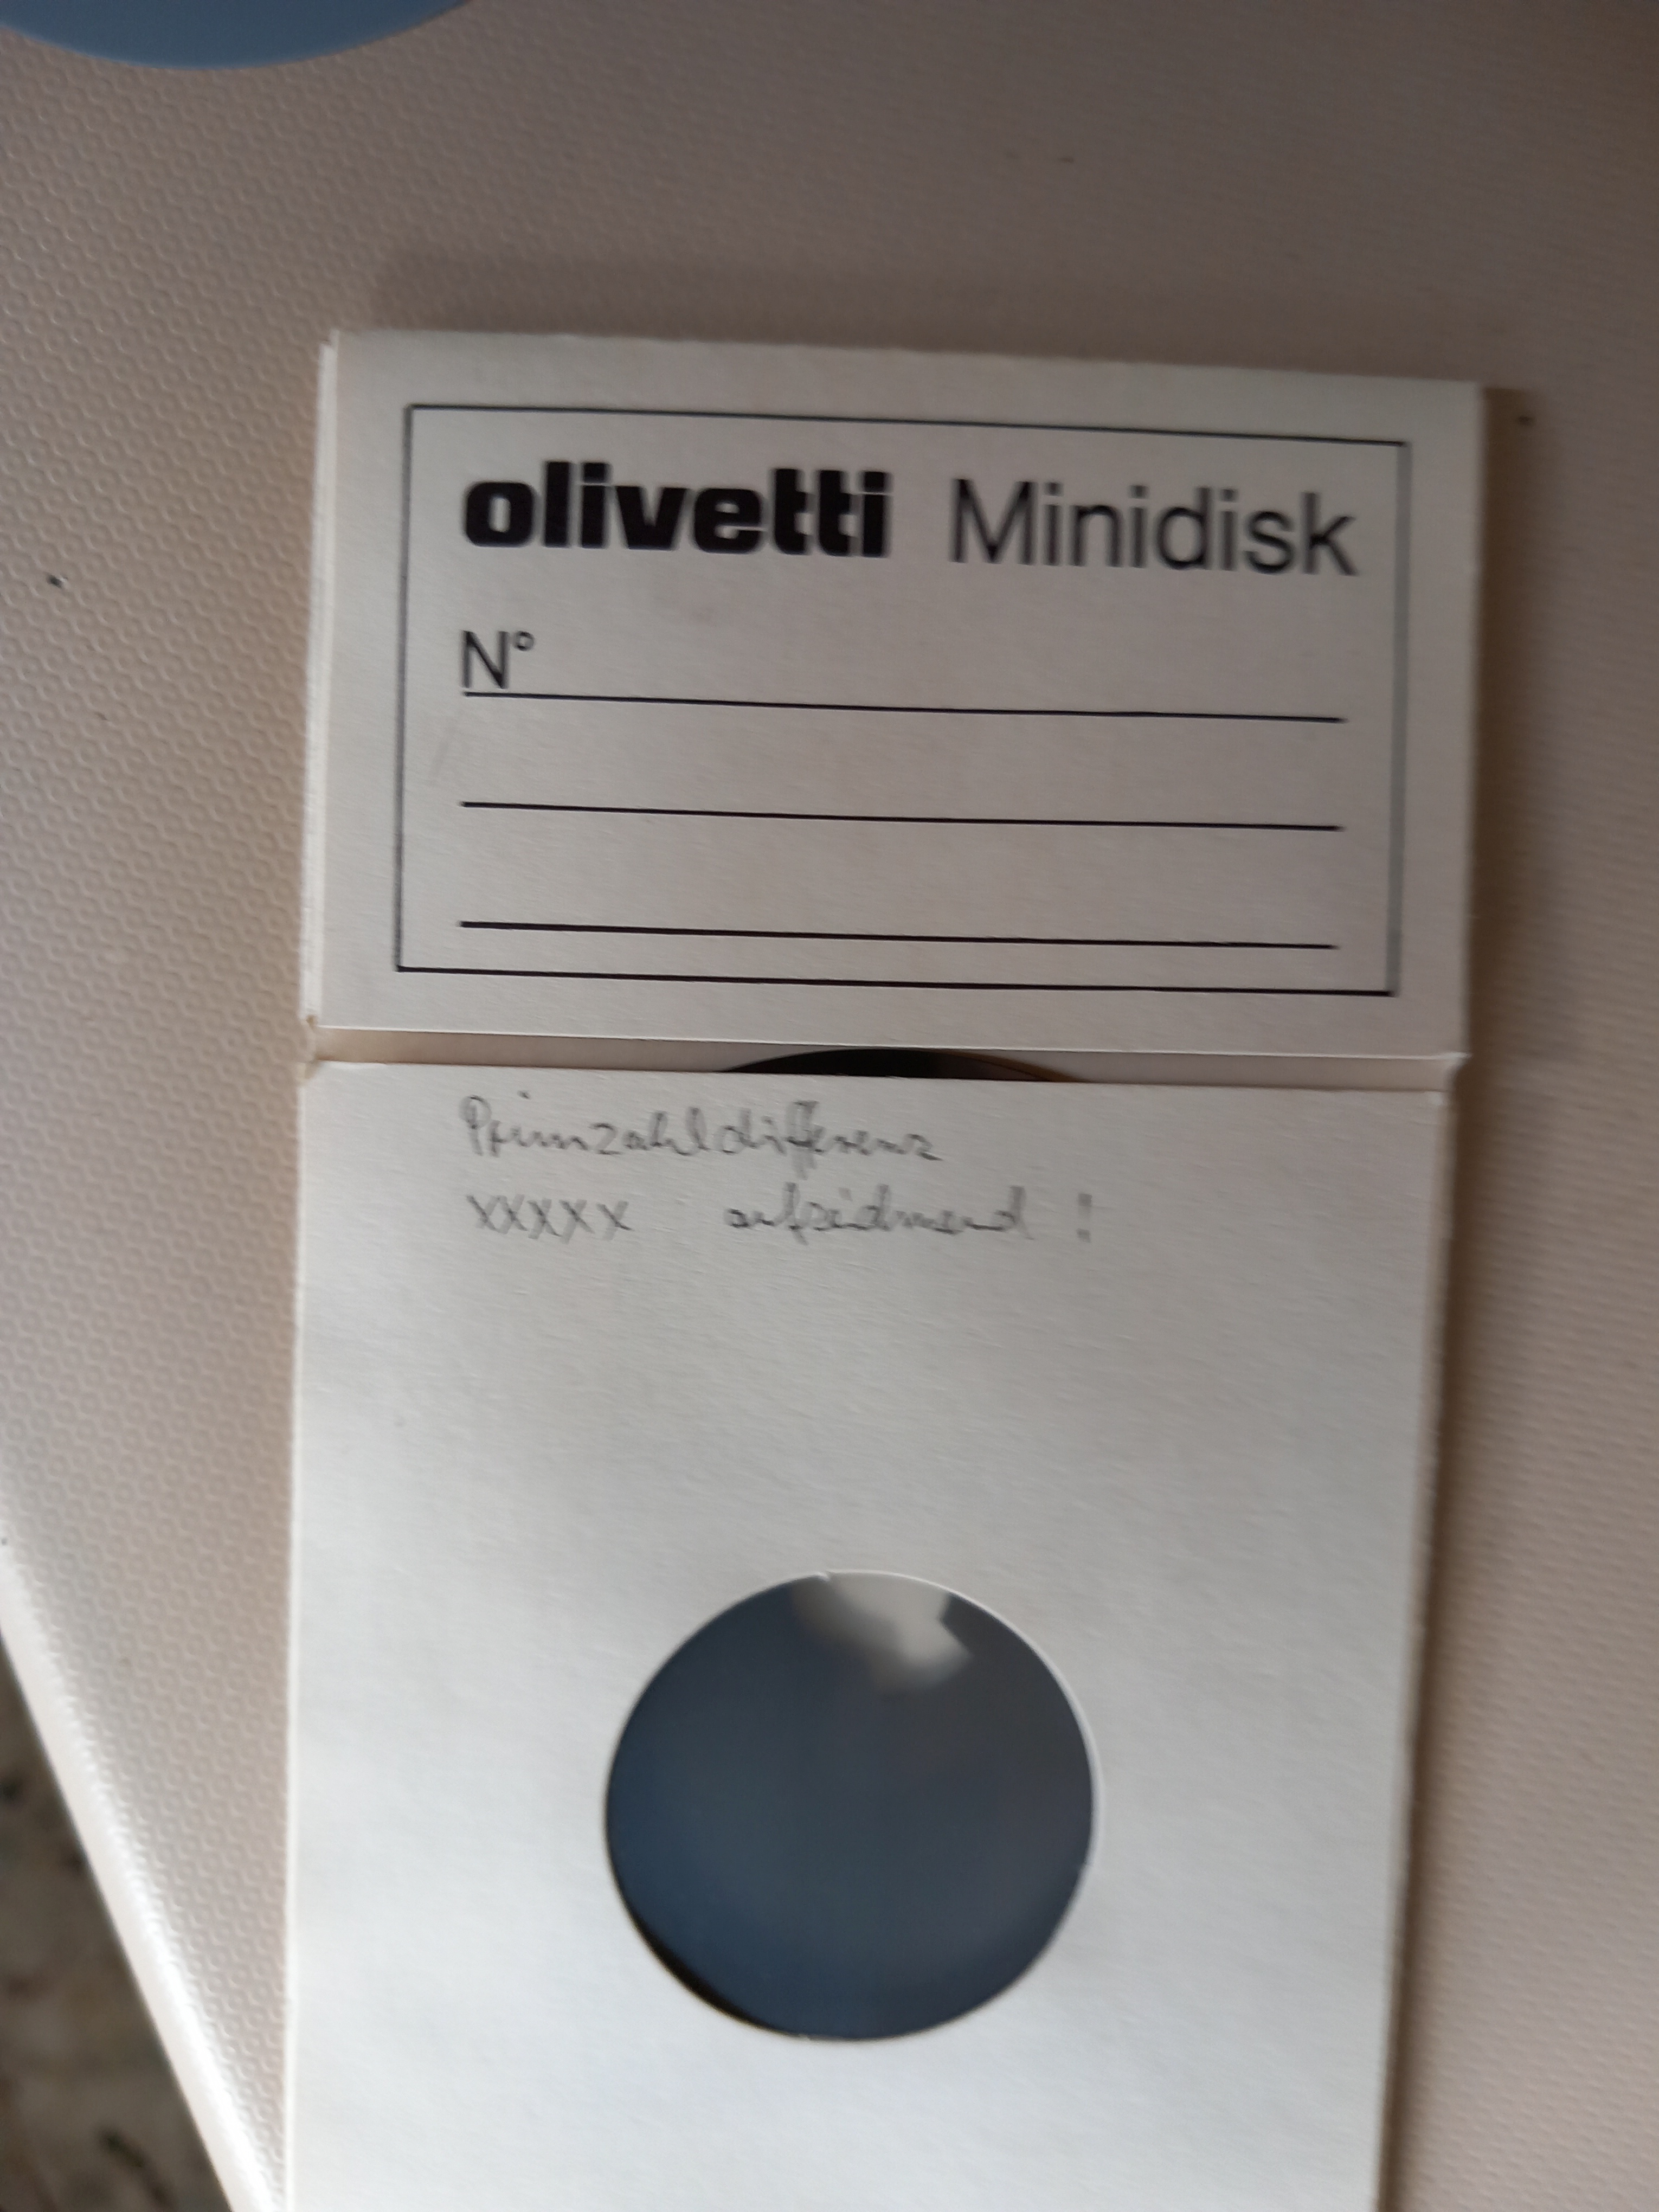 olivetti Minidisk
N°
Primzahldifferenz
xxxxx aufzeichnend !